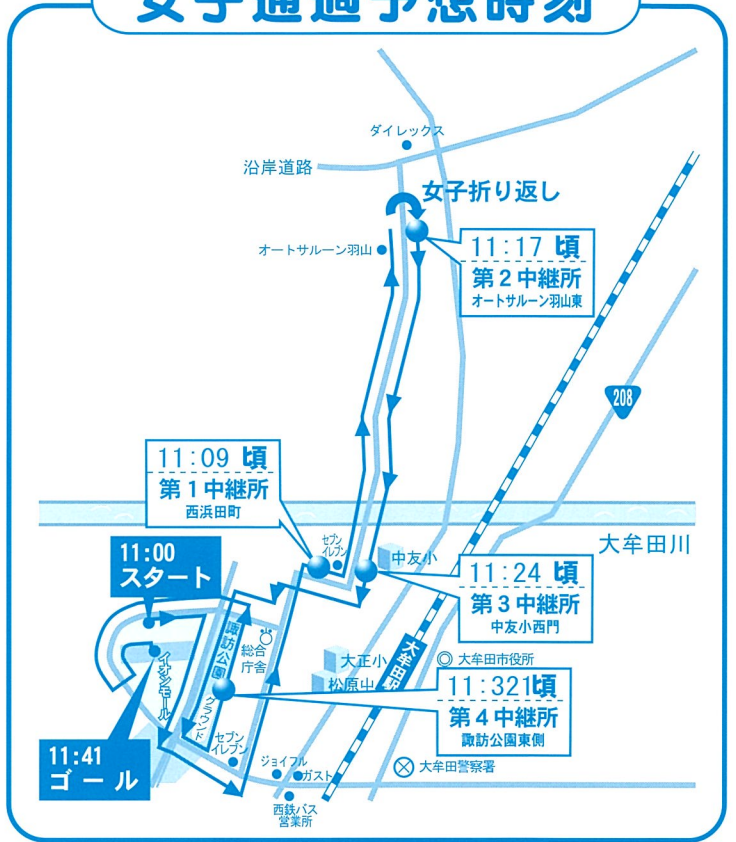 女子通過予想時刻
ダイレックス
沿岸道路
女子折り返し
オートサルーン羽山
11:17 頃
第2中継所
オートサルーン羽山東
208
11:09 頃
第1中継所
西浜田町
大牟田川
セブン
イレブン
中友小
11:00
スタート
11:24 頃
第3中継所
中友小西門
諏訪公園
総合
庁舎
大正小
大牟田駅
大牟田市役所
イオンモール
グラウンド
11:321頃
第4中継所
諏訪公園東側
セブン
イレブン
11:41
ゴール
ジョイフル
ガスト
大牟田警察署
西鉄バス
営業所